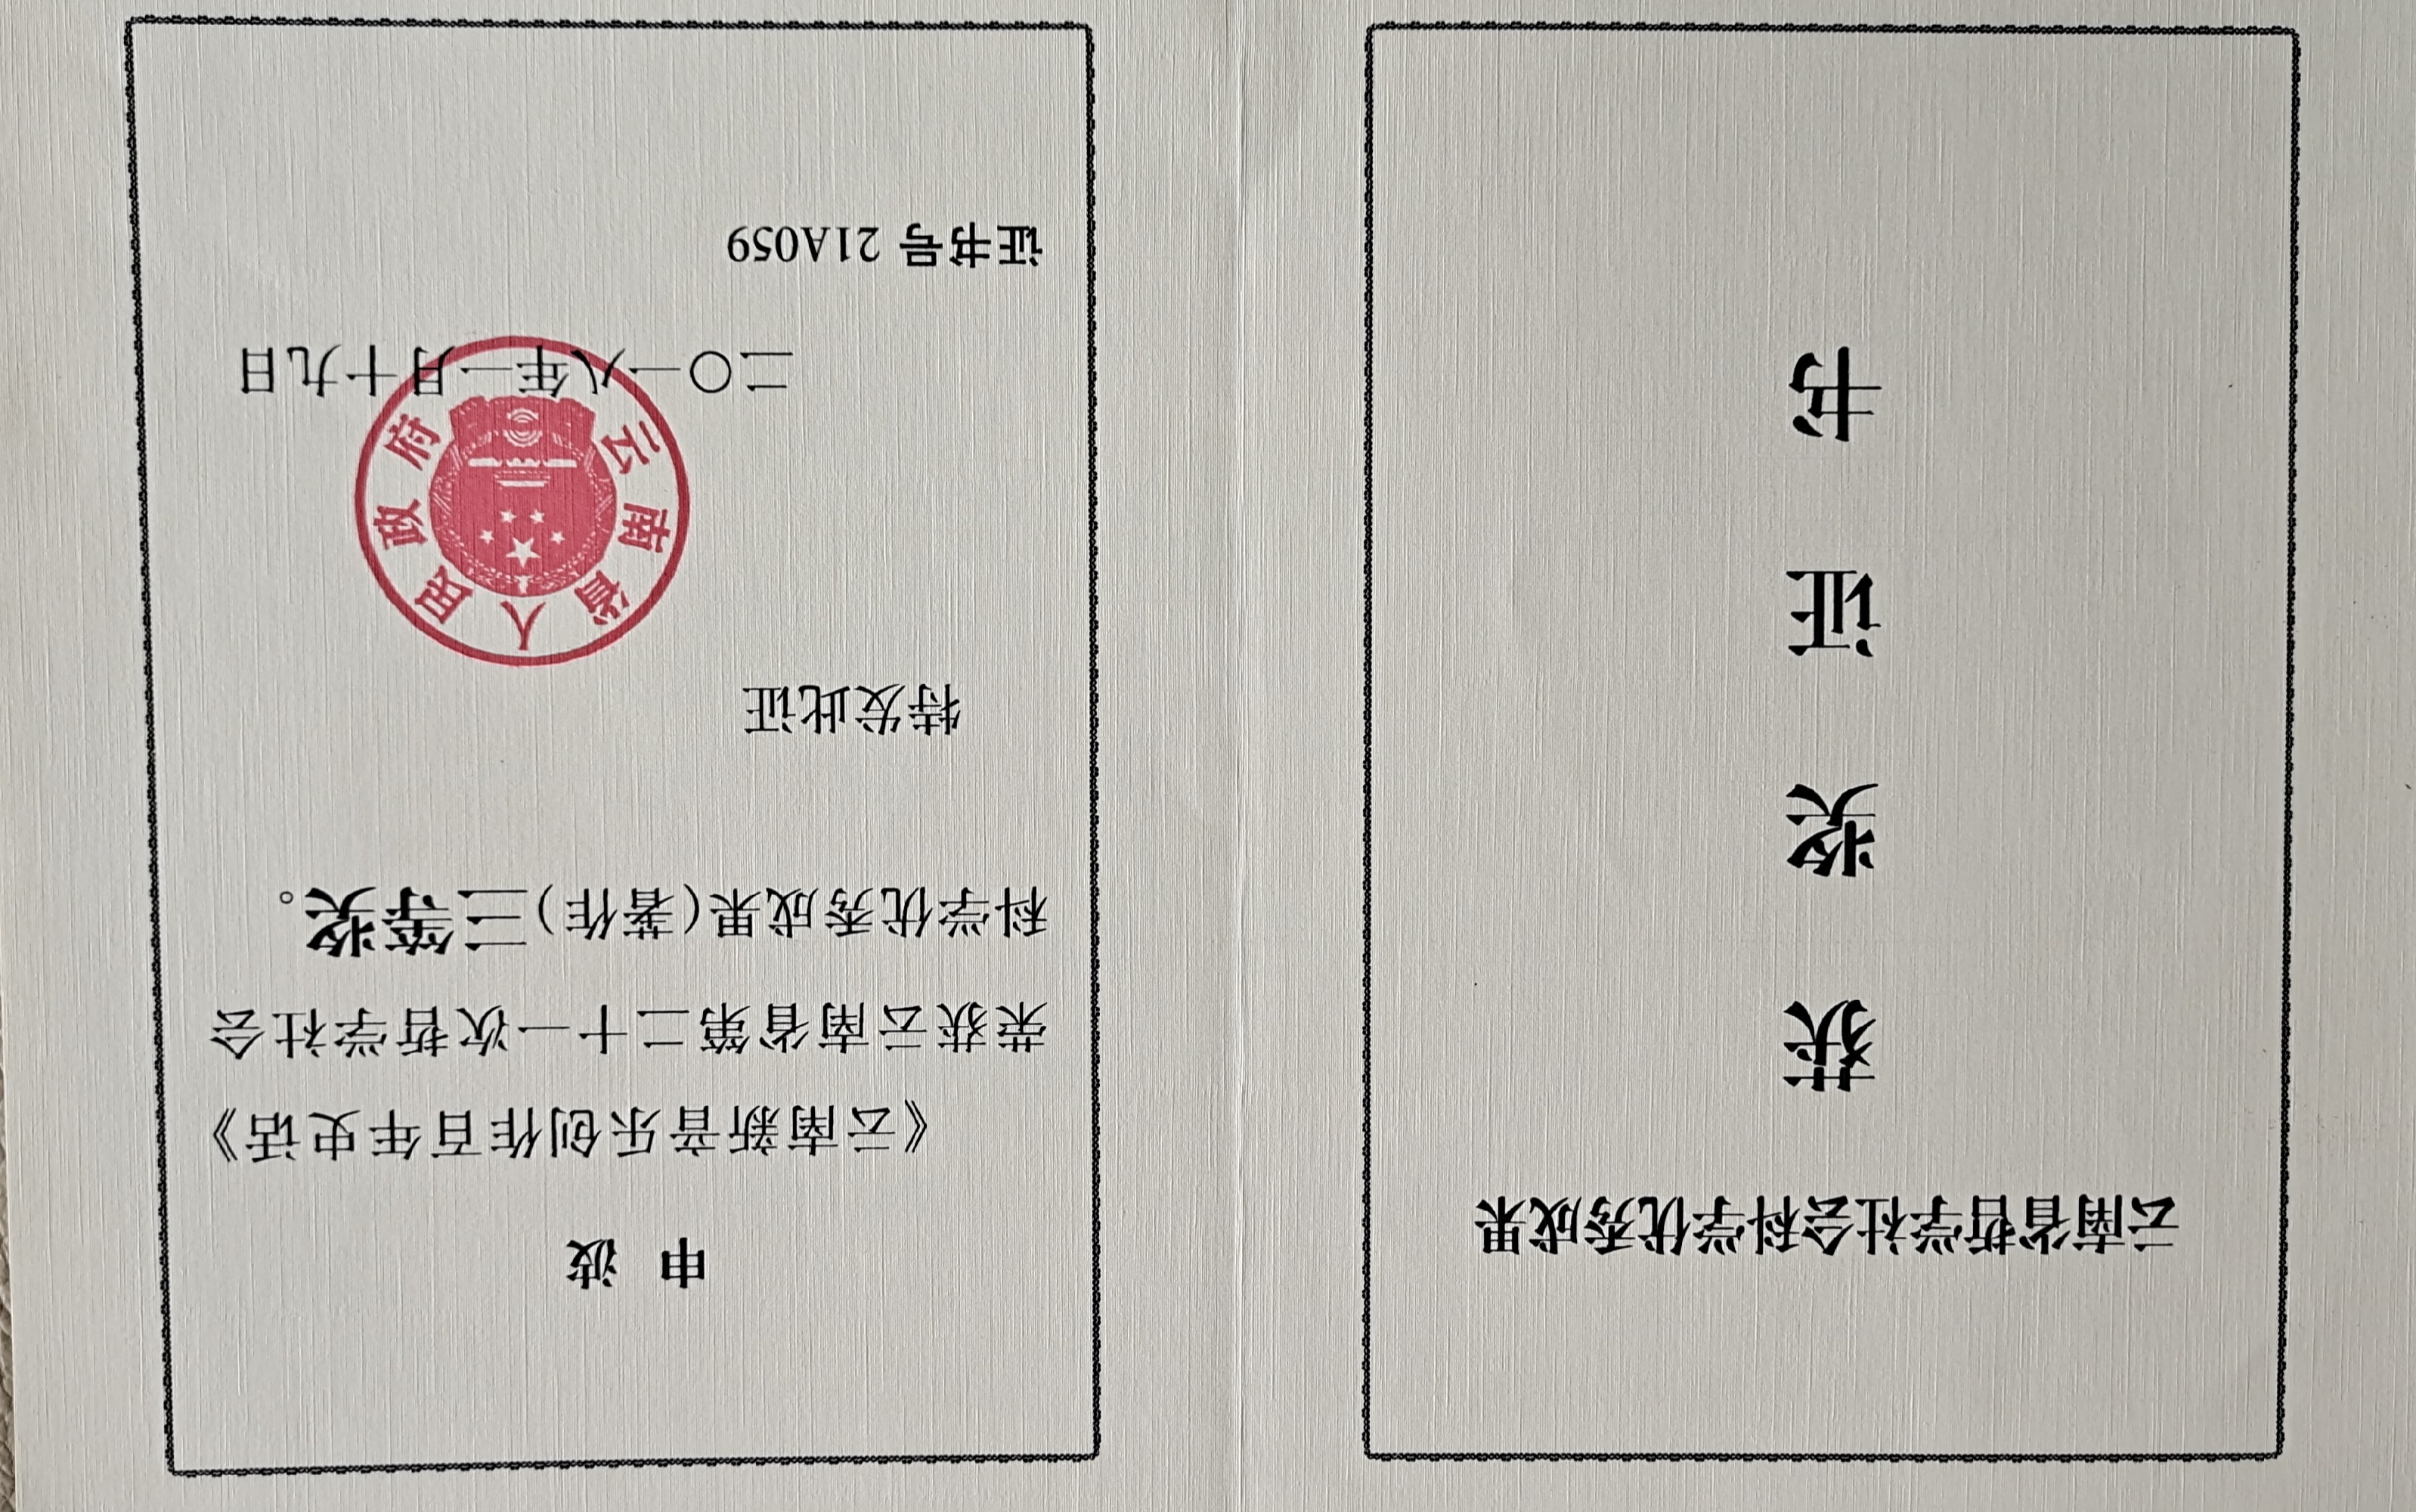 云南省哲学社会科学优秀成果
获
奖
证
书
申 波
《云南新音乐创作百年史话》
荣获云南省第二十一次哲学社会
科学优秀成果(著作)三等奖。
特发此证
云南省人民政府
二〇一八年一月十九日
证书号 21A059